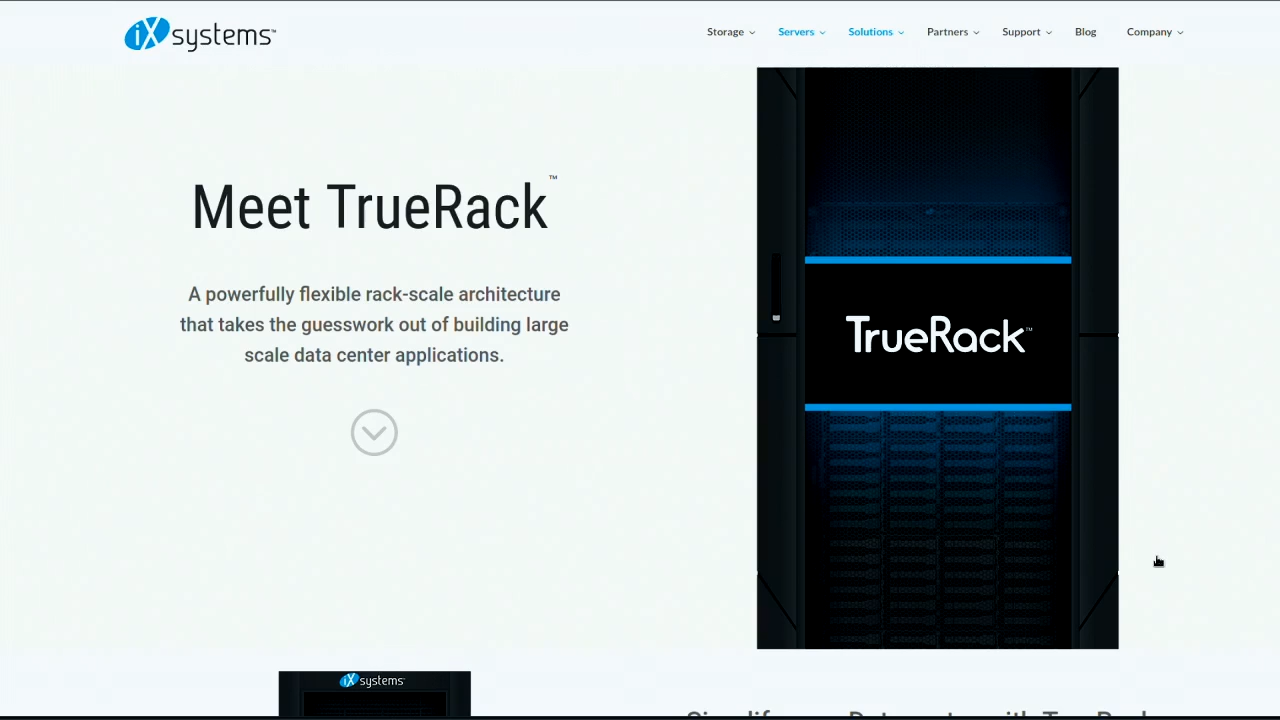 iXsystems™
Storage Servers Solutions Partners Support Blog Company
Meet TrueRack™
A powerfully flexible rack-scale architecture
that takes the guesswork out of building large
scale data center applications.
TrueRack™
iXsystems